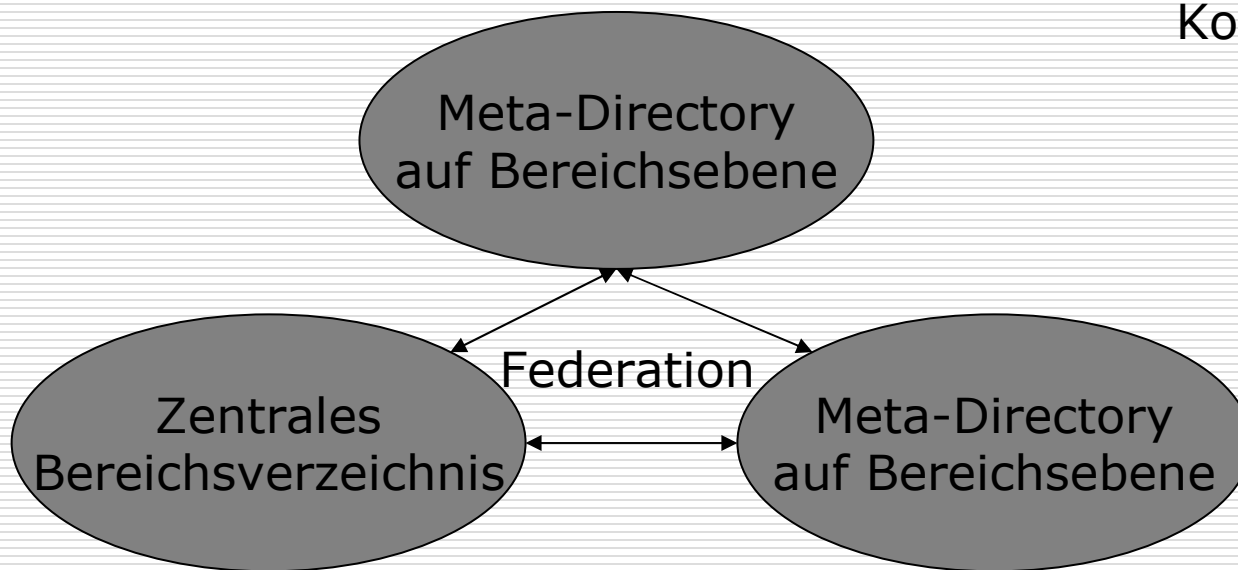 Ko
Meta-Directory
auf Bereichsebene
Federation
Zentrales
Bereichsverzeichnis
Meta-Directory
auf Bereichsebene